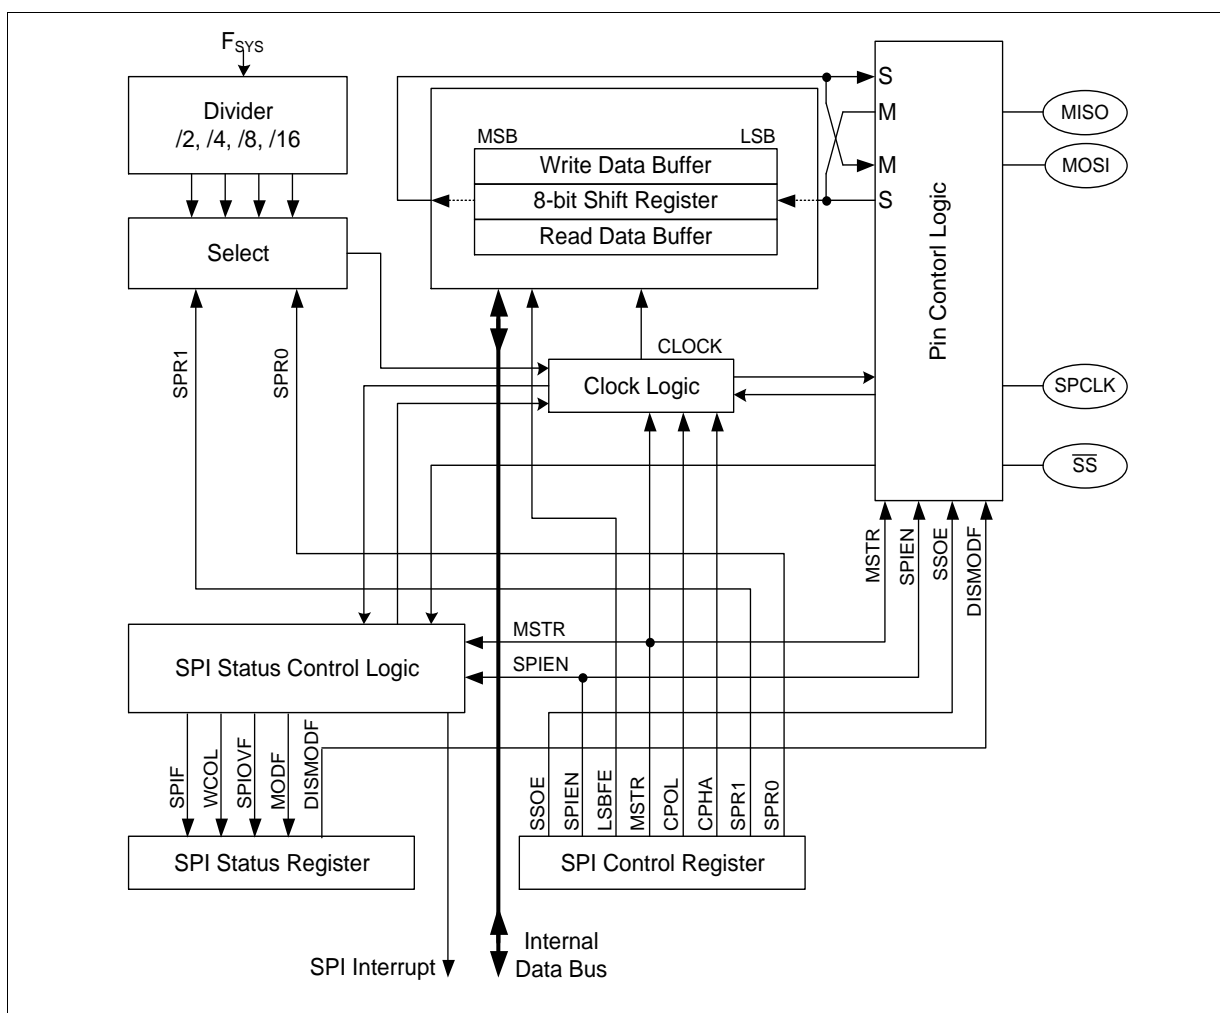 FSYS
Divider
/2, /4, /8, /16
Select
MSB
LSB
Write Data Buffer
8-bit Shift Register
Read Data Buffer
S
M
M
S
Pin Contorl Logic
MISO
MOSI
SPCLK
SS
SPR1
SPR0
CLOCK
Clock Logic
MSTR
SPIEN
SSOE
DISMODF
MSTR
SPIEN
SPI Status Control Logic
SPIF
WCOL
SPIOVF
MODF
DISMODF
SSOE
SPIEN
LSBFE
MSTR
CPOL
CPHA
SPR1
SPR0
SPI Status Register
SPI Control Register
SPI Interrupt
Internal
Data Bus